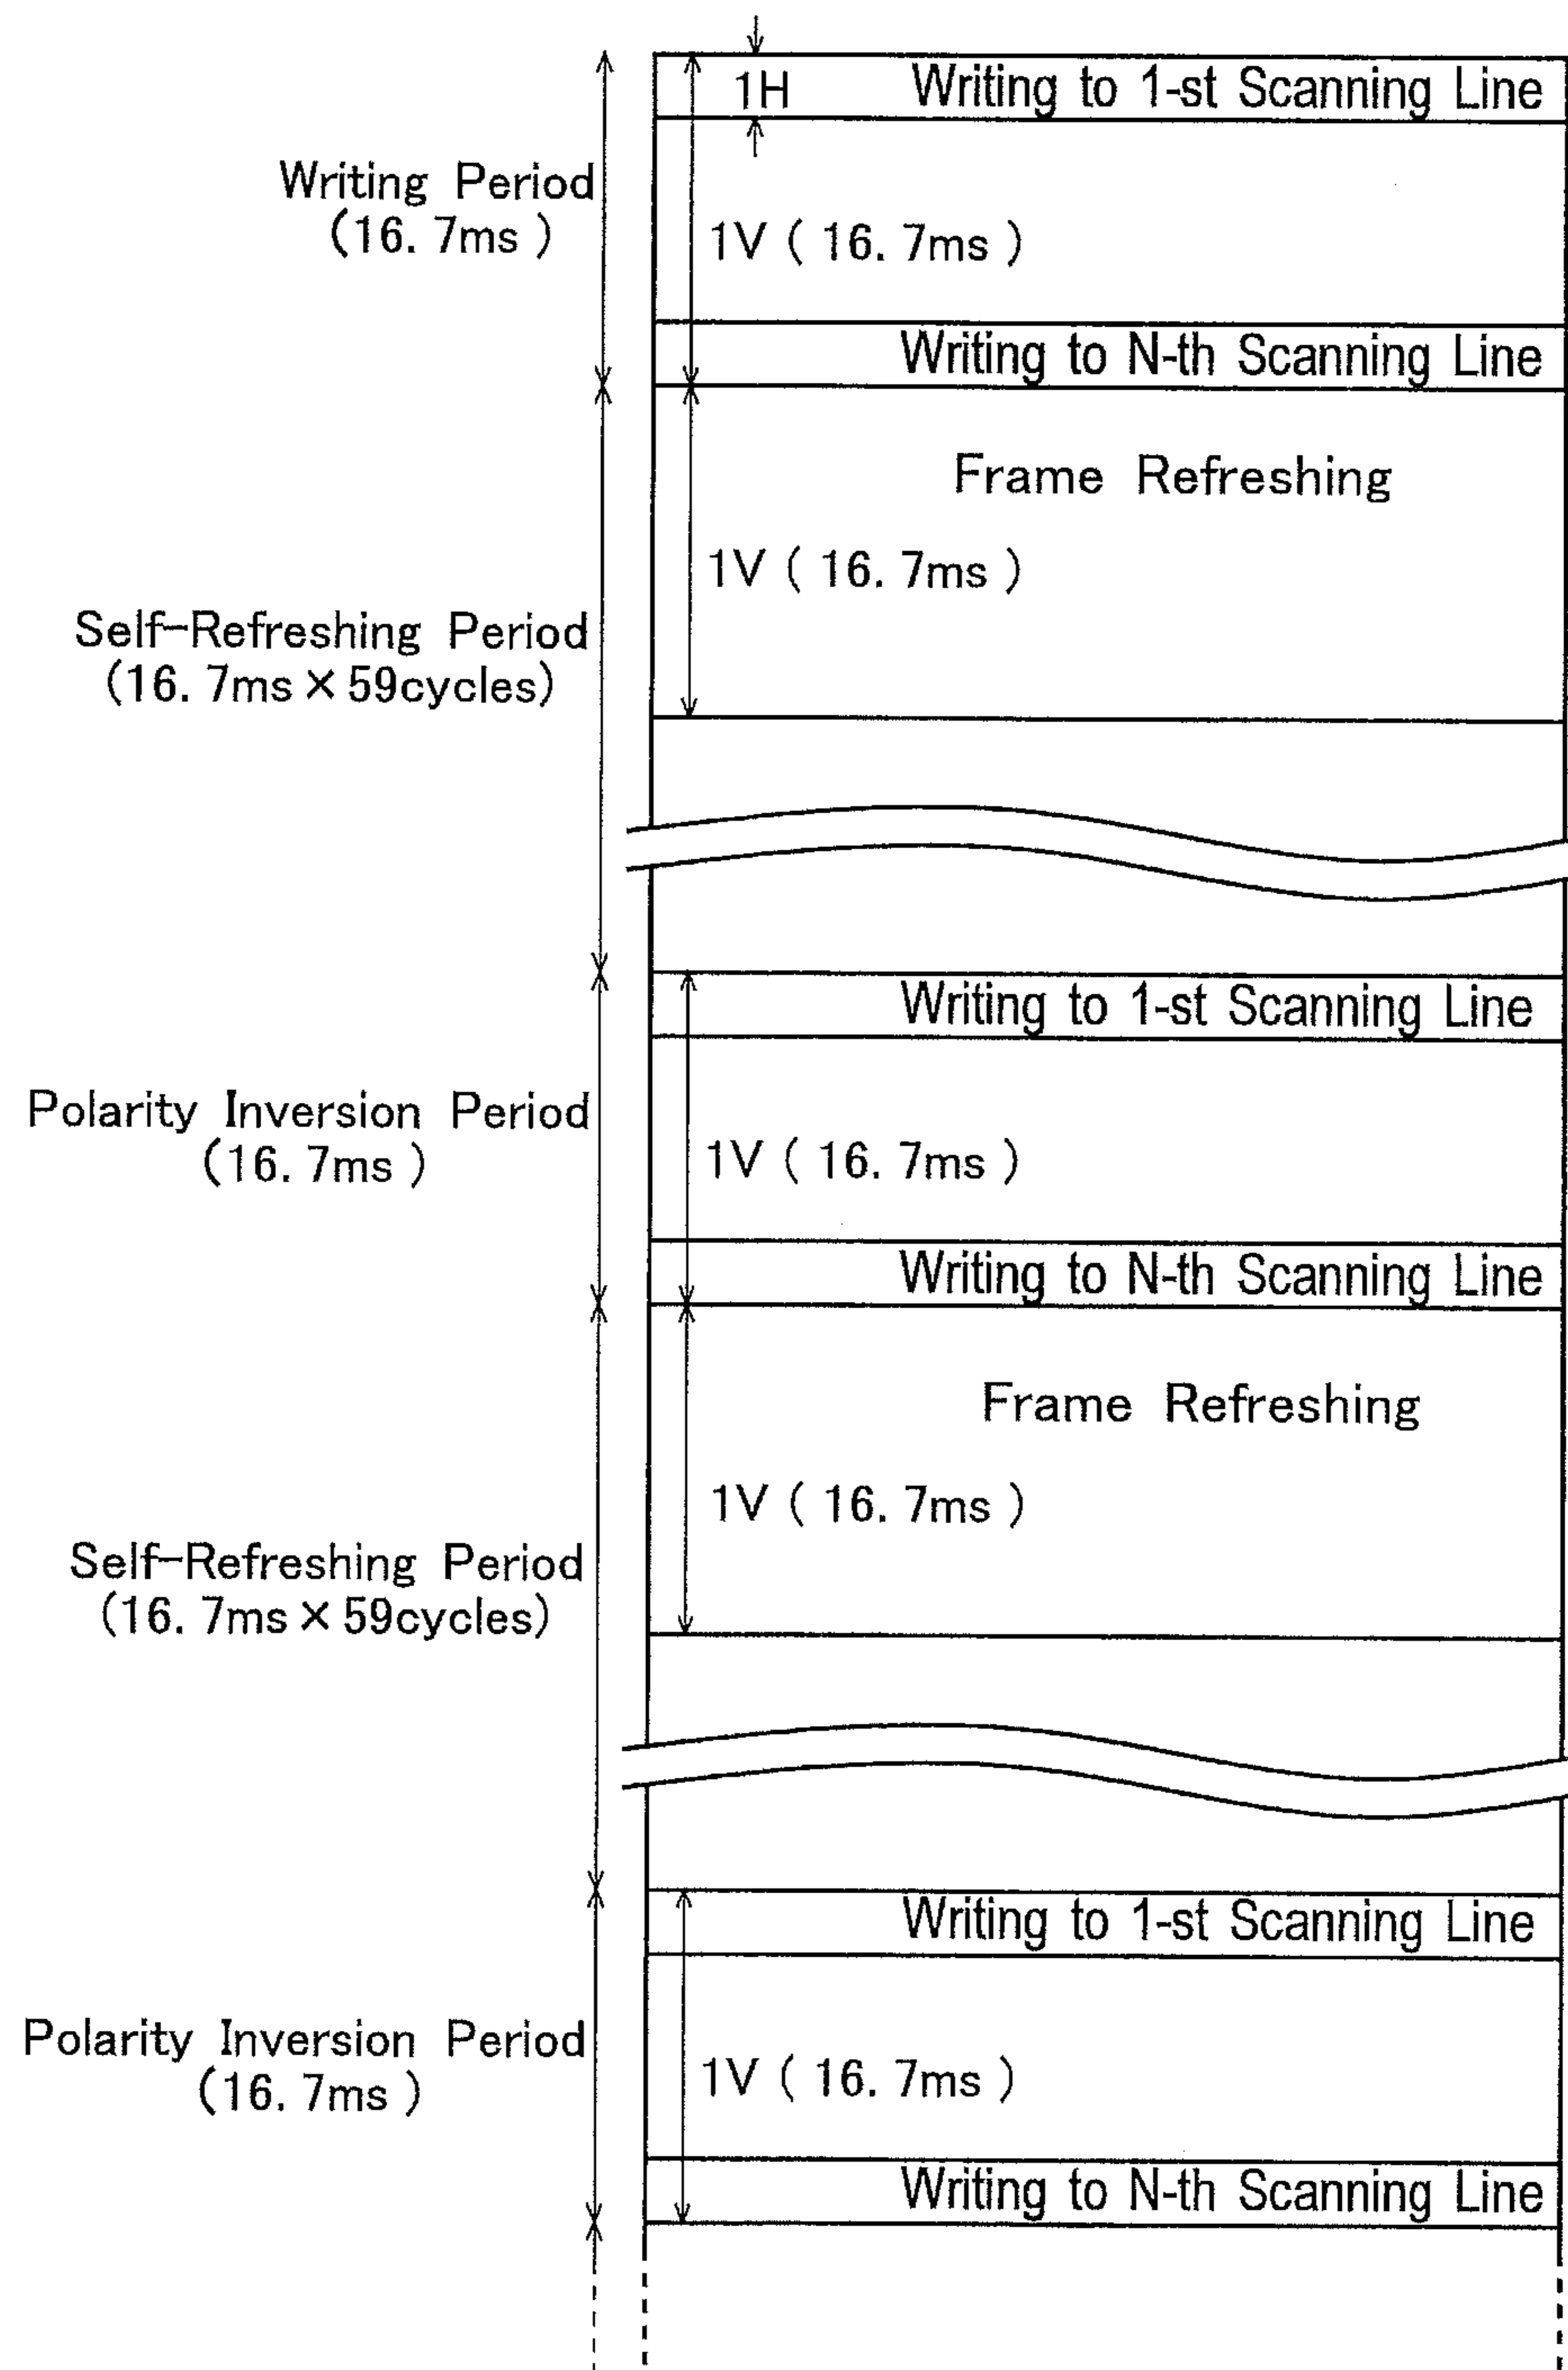 1H
Writing to 1-st Scanning Line
Writing Period
(16. 7ms )
1V ( 16. 7ms )
Writing to N-th Scanning Line
Frame Refreshing
1V ( 16. 7ms )
Self-Refreshing Period
(16. 7ms × 59cycles)
Writing to 1-st Scanning Line
Polarity Inversion Period
(16. 7ms )
1V ( 16. 7ms )
Writing to N-th Scanning Line
Frame Refreshing
1V ( 16. 7ms )
Self-Refreshing Period
(16. 7ms × 59cycles)
Writing to 1-st Scanning Line
Polarity Inversion Period
(16. 7ms )
1V ( 16. 7ms )
Writing to N-th Scanning Line